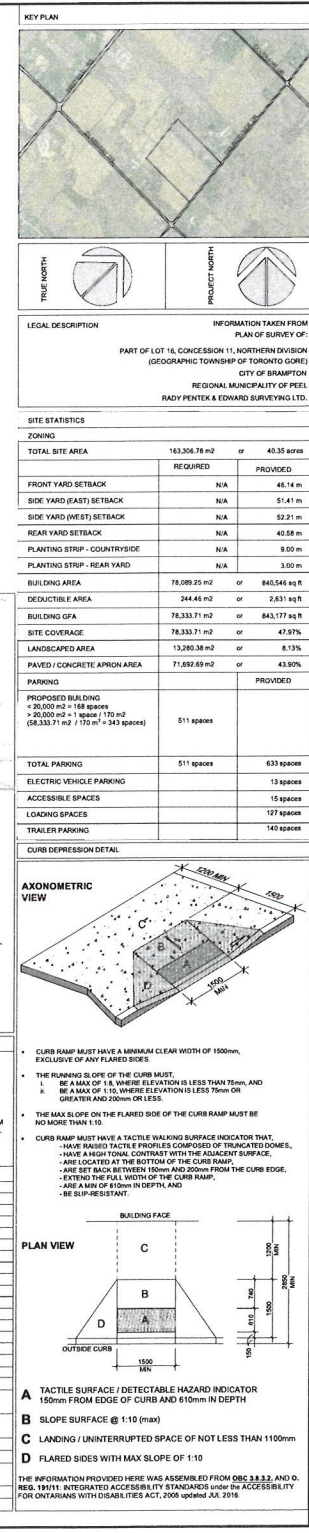 KEY PLAN
TRUE NORTH
PROJECT NORTH
LEGAL DESCRIPTION INFORMATION TAKEN FROM
PLAN OF SURVEY OF:
PART OF LOT 16, CONCESSION 11, NORTHERN DIVISION
(GEOGRAPHIC TOWNSHIP OF TORONTO GORE)
CITY OF BRAMPTON
REGIONAL MUNICIPALITY OF PEEL
RADY PENTEK & EDWARD SURVEYING LTD.
SITE STATISTICS
ZONING
TOTAL SITE AREA 163,306.78 m2 or 40.35 acres
REQUIRED PROVIDED
FRONT YARD SETBACK N/A 46.14 m
SIDE YARD (EAST) SETBACK N/A 51.41 m
SIDE YARD (WEST) SETBACK N/A 52.21 m
REAR YARD SETBACK N/A 40.58 m
PLANTING STRIP - COUNTRYSIDE N/A 9.00 m
PLANTING STRIP - REAR YARD N/A 3.00 m
BUILDING AREA 78,089.25 m2 or 840,546 sq ft
DEDUCTIBLE AREA 244.46 m2 or 2,631 sq ft
BUILDING GFA 78,333.71 m2 or 843,177 sq ft
SITE COVERAGE 78,333.71 m2 or 47.97%
LANDSCAPED AREA 13,280.38 m2 or 8.13%
PAVED / CONCRETE APRON AREA 71,692.69 m2 or 43.90%
PARKING PROVIDED
PROPOSED BUILDING
< 20,000 m2 = 168 spaces
> 20,000 m2 = 1 space / 170 m2
(58,333.71 m2 / 170 m² = 343 spaces) 511 spaces
TOTAL PARKING 511 spaces 633 spaces
ELECTRIC VEHICLE PARKING 13 spaces
ACCESSIBLE SPACES 15 spaces
LOADING SPACES 127 spaces
TRAILER PARKING 140 spaces
CURB DEPRESSION DETAIL
AXONOMETRIC
VIEW
1200 MIN
1500
C
B
A
D
1500
MIN
• CURB RAMP MUST HAVE A MINIMUM CLEAR WIDTH OF 1500mm,
EXCLUSIVE OF ANY FLARED SIDES.
• THE RUNNING SLOPE OF THE CURB MUST,
i. BE A MAX OF 1:8, WHERE ELEVATION IS LESS THAN 75mm, AND
ii. BE A MAX OF 1:10, WHERE ELEVATION IS LESS 75mm OR
GREATER AND 200mm OR LESS.
• THE MAX SLOPE ON THE FLARED SIDE OF THE CURB RAMP MUST BE
NO MORE THAN 1:10.
• CURB RAMP MUST HAVE A TACTILE WALKING SURFACE INDICATOR THAT,
- HAVE RAISED TACTILE PROFILES COMPOSED OF TRUNCATED DOMES,,
- HAVE A HIGH TONAL CONTRAST WITH THE ADJACENT SURFACE,
- ARE LOCATED AT THE BOTTOM OF THE CURB RAMP,
- ARE SET BACK BETWEEN 150mm AND 200mm FROM THE CURB EDGE,
- EXTEND THE FULL WIDTH OF THE CURB RAMP,
- ARE A MIN OF 610mm IN DEPTH, AND
- BE SLIP-RESISTANT.
BUILDING FACE
PLAN VIEW
C
B
A
D
OUTSIDE CURB
1500
MIN
1200
MIN
740
610
150
1500
2850
MIN
A TACTILE SURFACE / DETECTABLE HAZARD INDICATOR
150mm FROM EDGE OF CURB AND 610mm IN DEPTH
B SLOPE SURFACE @ 1:10 (max)
C LANDING / UNINTERRUPTED SPACE OF NOT LESS THAN 1100mm
D FLARED SIDES WITH MAX SLOPE OF 1:10
THE INFORMATION PROVIDED HERE WAS ASSEMBLED FROM OBC 3.8.3.2. AND O.
REG. 191/11: INTEGRATED ACCESSIBILITY STANDARDS under the ACCESSIBILITY
FOR ONTARIANS WITH DISABILITIES ACT, 2005 updated JUL 2016.